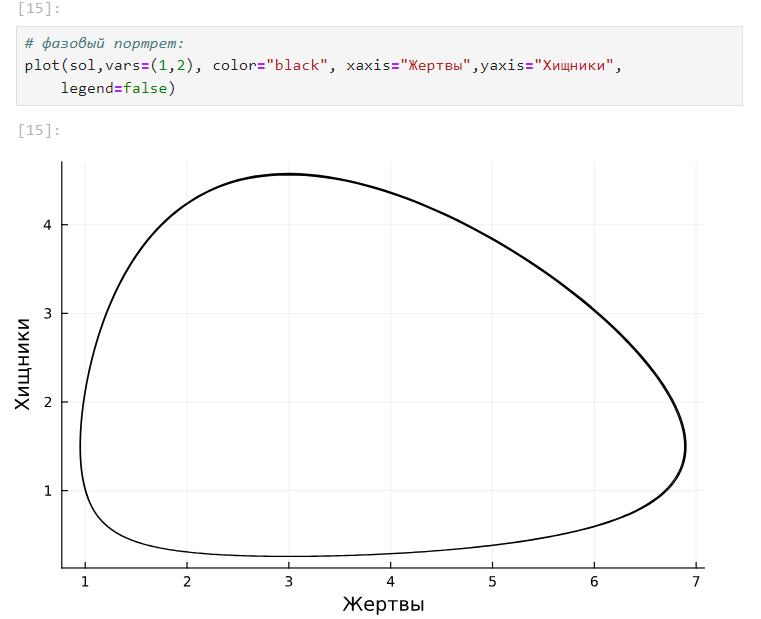 [15]:
# фазовый портрет:
plot(sol,vars=(1,2), color="black", xaxis="Жертвы",yaxis="Хищники",
legend=false)
[15]:
4
3
2
1
Хищники
1 2 3 4 5 6 7
Жертвы